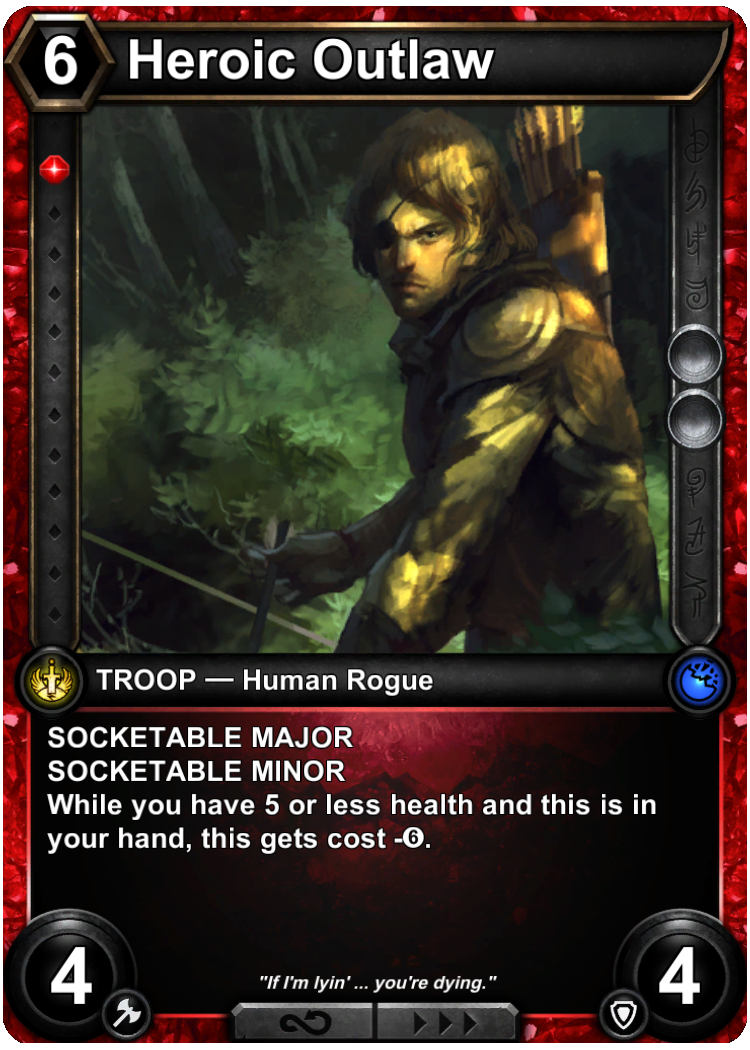 6
Heroic Outlaw
TROOP — Human Rogue
SOCKETABLE MAJOR
SOCKETABLE MINOR
While you have 5 or less health and this is in
your hand, this gets cost -❻.
"If I'm lyin' ... you're dying."
4
4